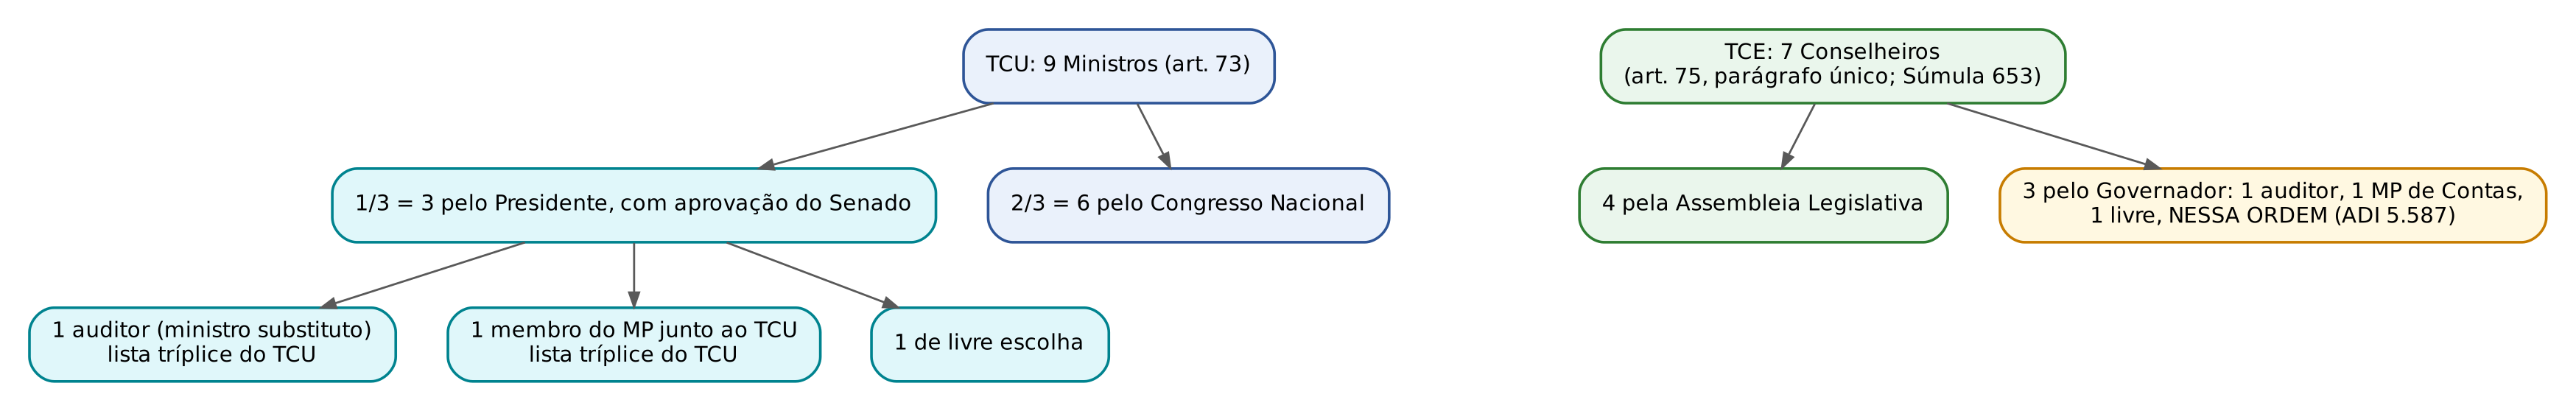 TCU: 9 Ministros (art. 73)
TCE: 7 Conselheiros
(art. 75, parágrafo único; Súmula 653)
1/3 = 3 pelo Presidente, com aprovação do Senado
2/3 = 6 pelo Congresso Nacional
4 pela Assembleia Legislativa
3 pelo Governador: 1 auditor, 1 MP de Contas,
1 livre, NESSA ORDEM (ADI 5.587)
1 auditor (ministro substituto)
lista tríplice do TCU
1 membro do MP junto ao TCU
lista tríplice do TCU
1 de livre escolha